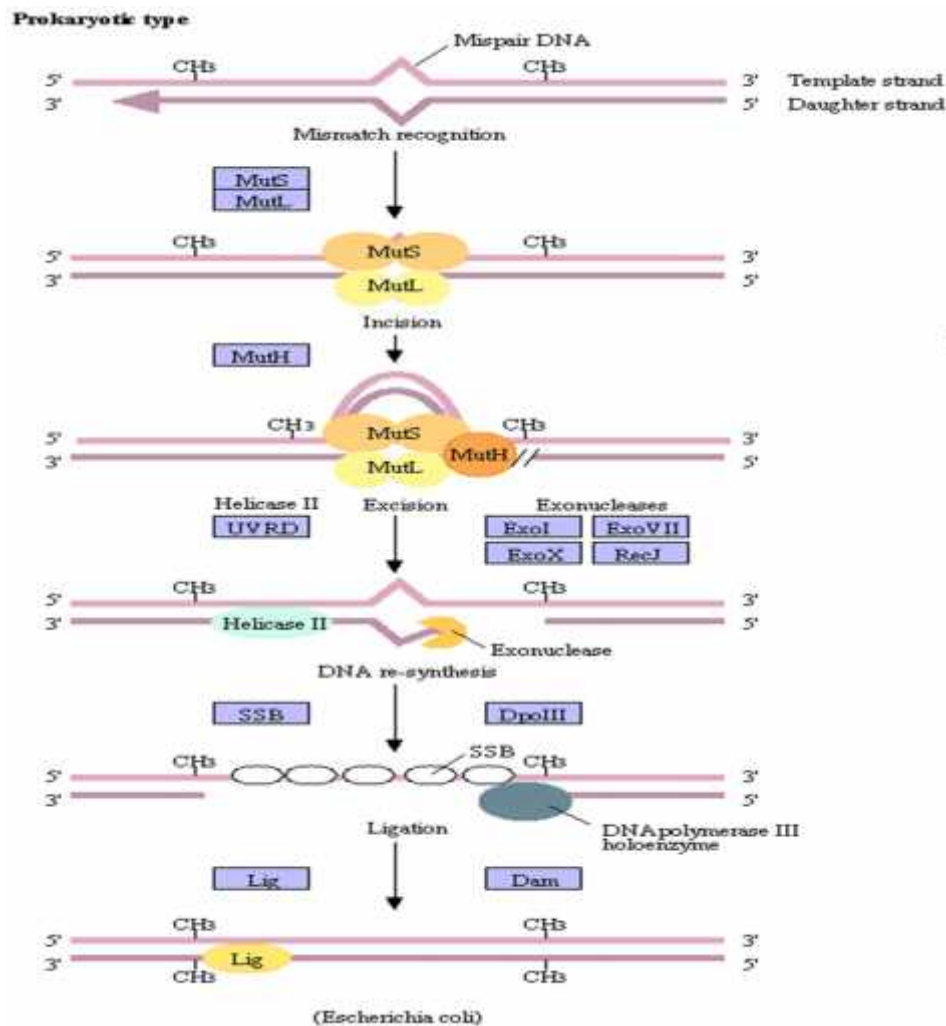 Prokaryotic type
Mispair DNA
CH3 CH3
5' 3' Template strand
3' 5' Daughter strand
Mismatch recognition
MutS
MutL
CH3 MutS CH3
5' 3'
3' MutL 5'
Incision
MutH
CH3 MutS CH3
5' 3'
3' MutL MutH 5'
Helicase II Excision Exonucleases
UVRD ExoI ExoVII
ExoX RecJ
CH3 CH3
5' 3'
3' Helicase II 5'
Exonuclease
DNA re-synthesis
SSB DpoIII
CH3 SSB CH3
5' 3'
3' 5'
Ligation DNA polymerase III
holoenzyme
Lig Dam
CH3 CH3
5' 3'
3' Lig 5'
CH3 CH3
(Escherichia coli)